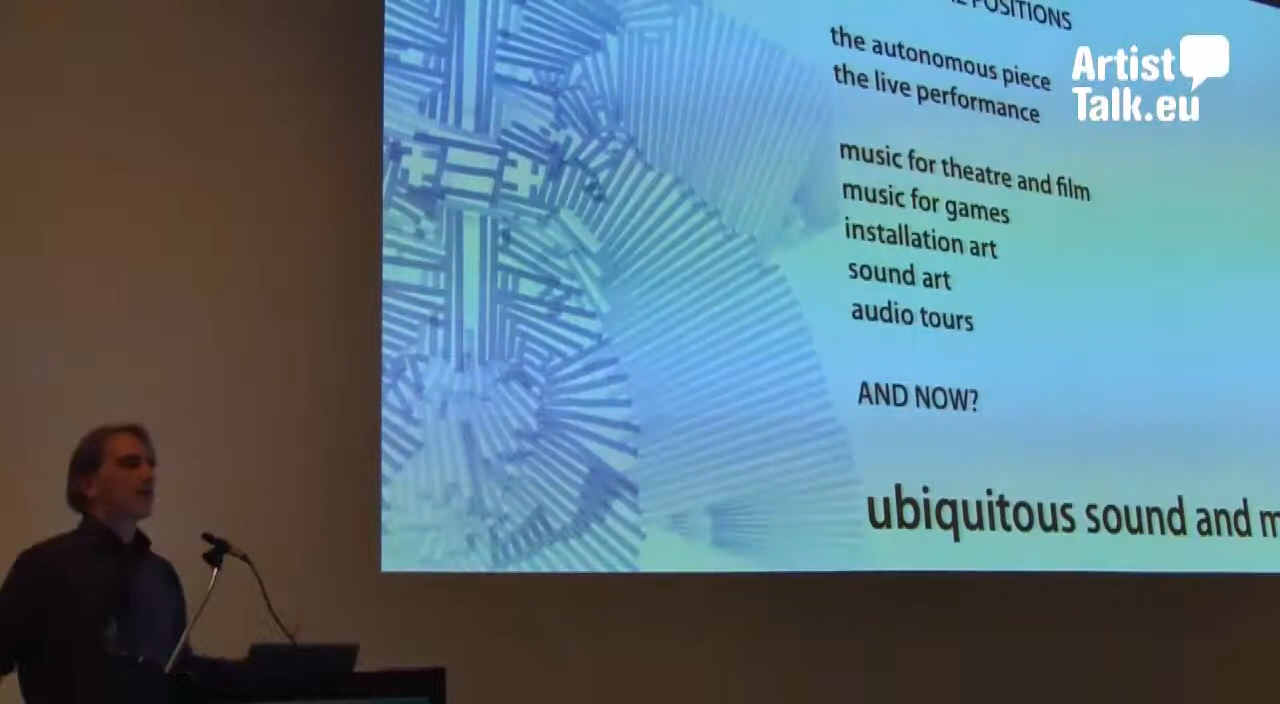 POSITIONS
the autonomous piece
the live performance
music for theatre and film
music for games
installation art
sound art
audio tours
AND NOW?
ubiquitous sound and
Artist
Talk.eu